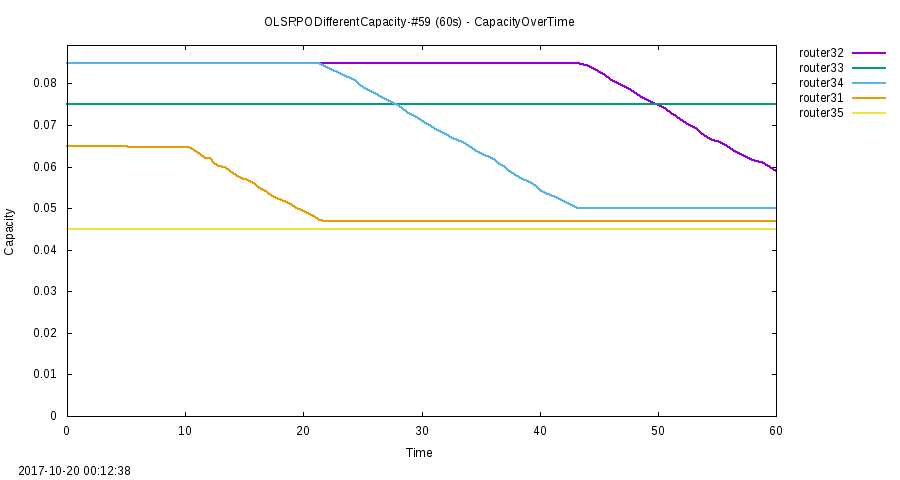 OLSRPODifferentCapacity-#59 (60s) - CapacityOverTime
router32
router33
router34
router31
router35
0.08
0.07
0.06
0.05
0.04
0.03
0.02
0.01
0
Capacity
0 10 20 30 40 50 60
Time
2017-10-20 00:12:38